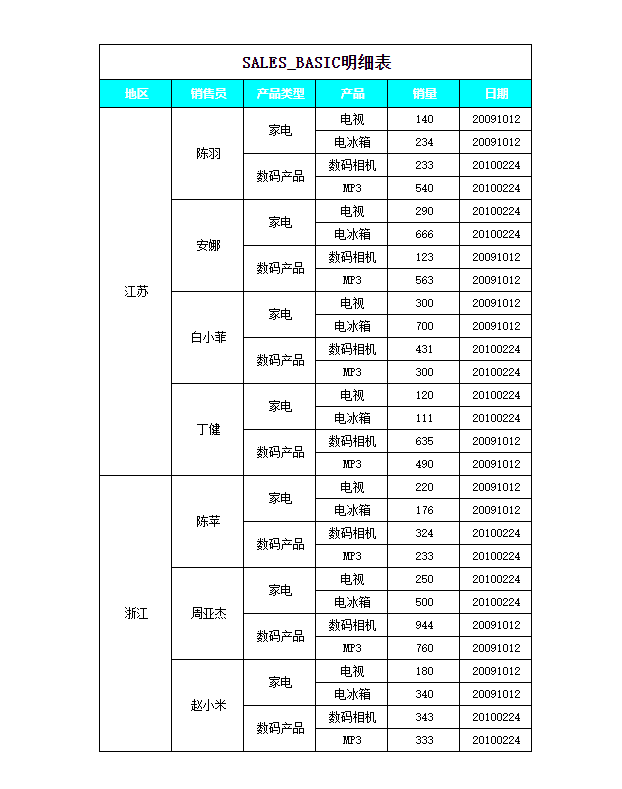 SALES_BASIC明细表
地区 销售员 产品类型 产品 销量 日期
江苏 陈羽 家电 电视 140 20091012
电冰箱 234 20091012
数码产品 数码相机 233 20100224
MP3 540 20100224
安娜 家电 电视 290 20100224
电冰箱 666 20100224
数码产品 数码相机 123 20091012
MP3 563 20091012
白小菲 家电 电视 300 20091012
电冰箱 700 20091012
数码产品 数码相机 431 20100224
MP3 300 20100224
丁健 家电 电视 120 20100224
电冰箱 111 20100224
数码产品 数码相机 635 20091012
MP3 490 20091012
浙江 陈苹 家电 电视 220 20091012
电冰箱 176 20091012
数码产品 数码相机 324 20100224
MP3 233 20100224
周亚杰 家电 电视 250 20100224
电冰箱 500 20100224
数码产品 数码相机 944 20091012
MP3 760 20091012
赵小米 家电 电视 180 20091012
电冰箱 340 20091012
数码产品 数码相机 343 20100224
MP3 333 20100224